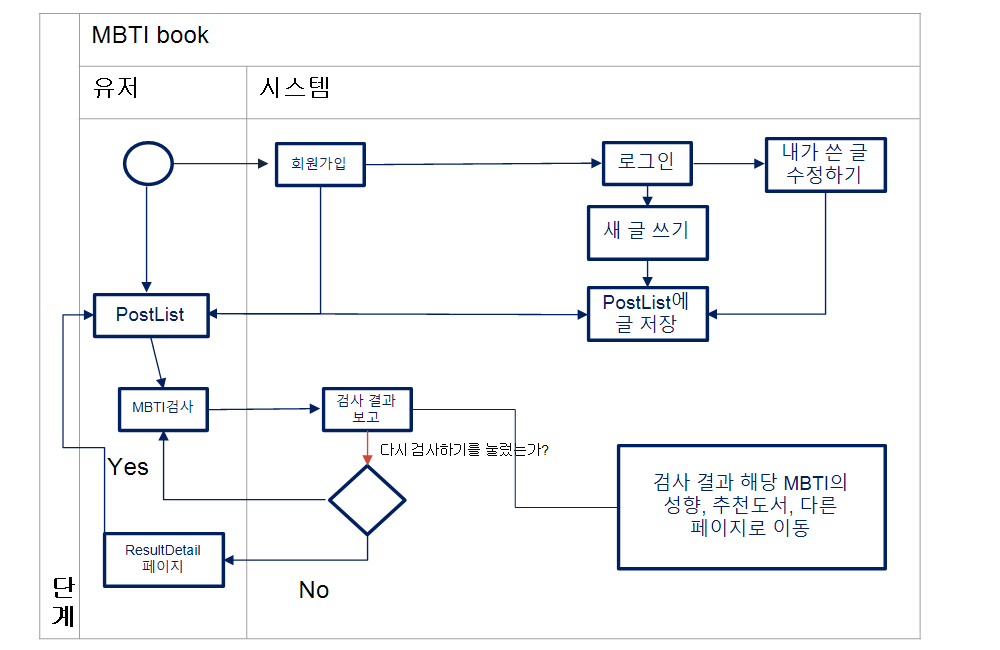 MBTI book
유저
시스템
회원가입
로그인
내가 쓴 글
수정하기
새 글 쓰기
PostList
PostList에
글 저장
MBTI검사
검사 결과
보고
다시 검사하기를 눌렀는가?
Yes
검사 결과 해당 MBTI의
성향, 추천도서, 다른
페이지로 이동
ResultDetail
페이지
No
단
계